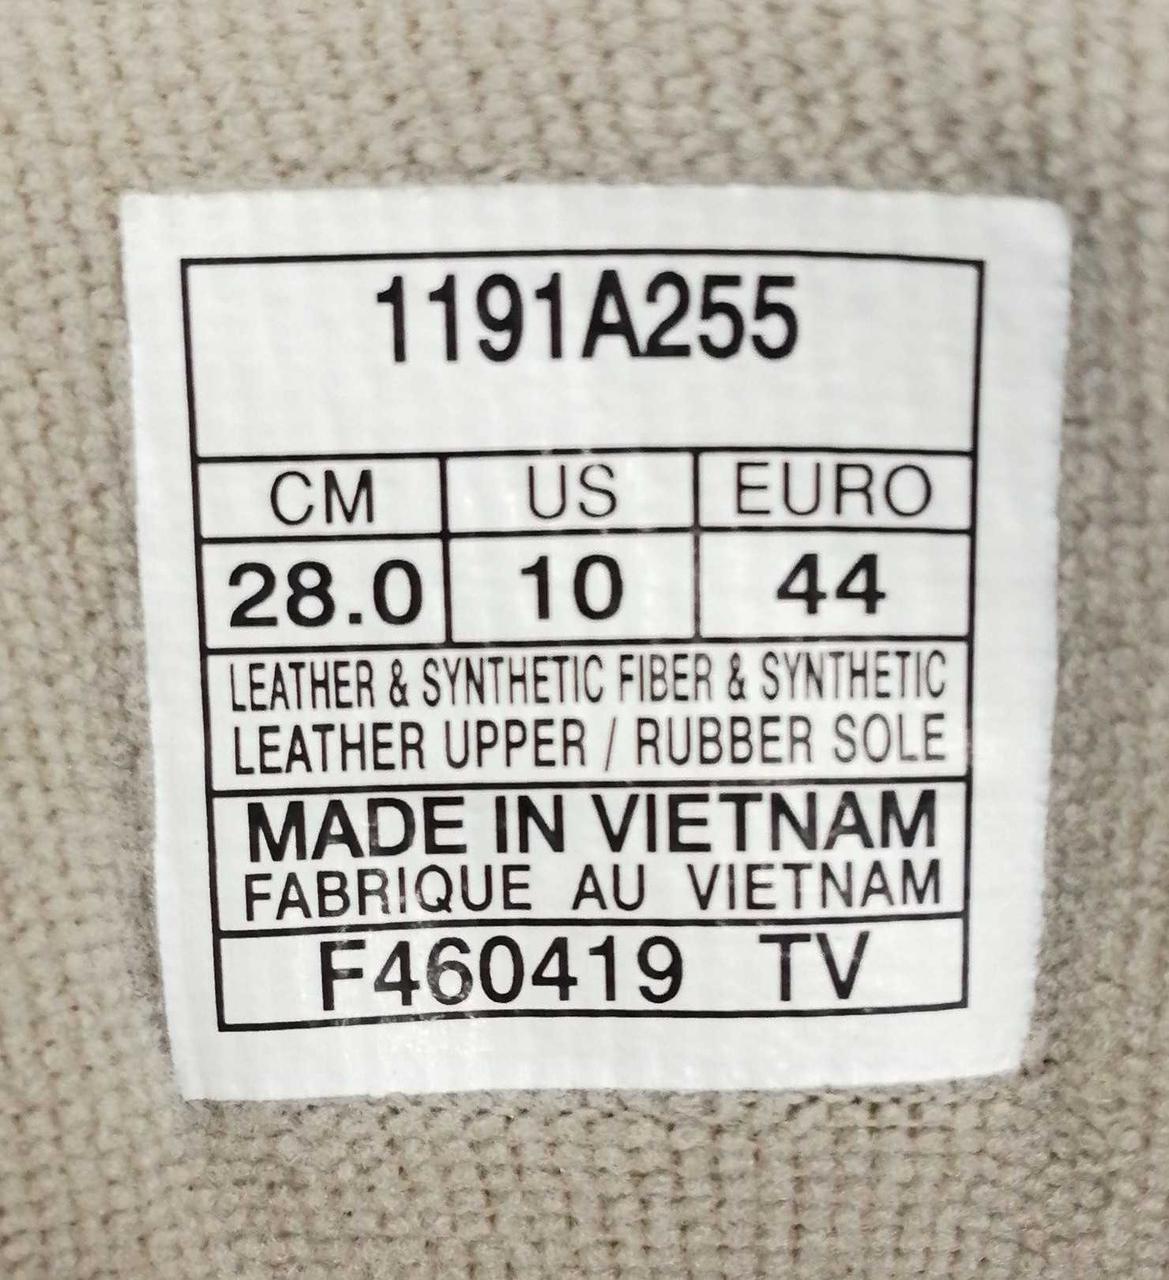 1191A255
CM US EURO
28.0 10 44
LEATHER & SYNTHETIC FIBER & SYNTHETIC
LEATHER UPPER / RUBBER SOLE
MADE IN VIETNAM
FABRIQUE AU VIETNAM
F460419 TV